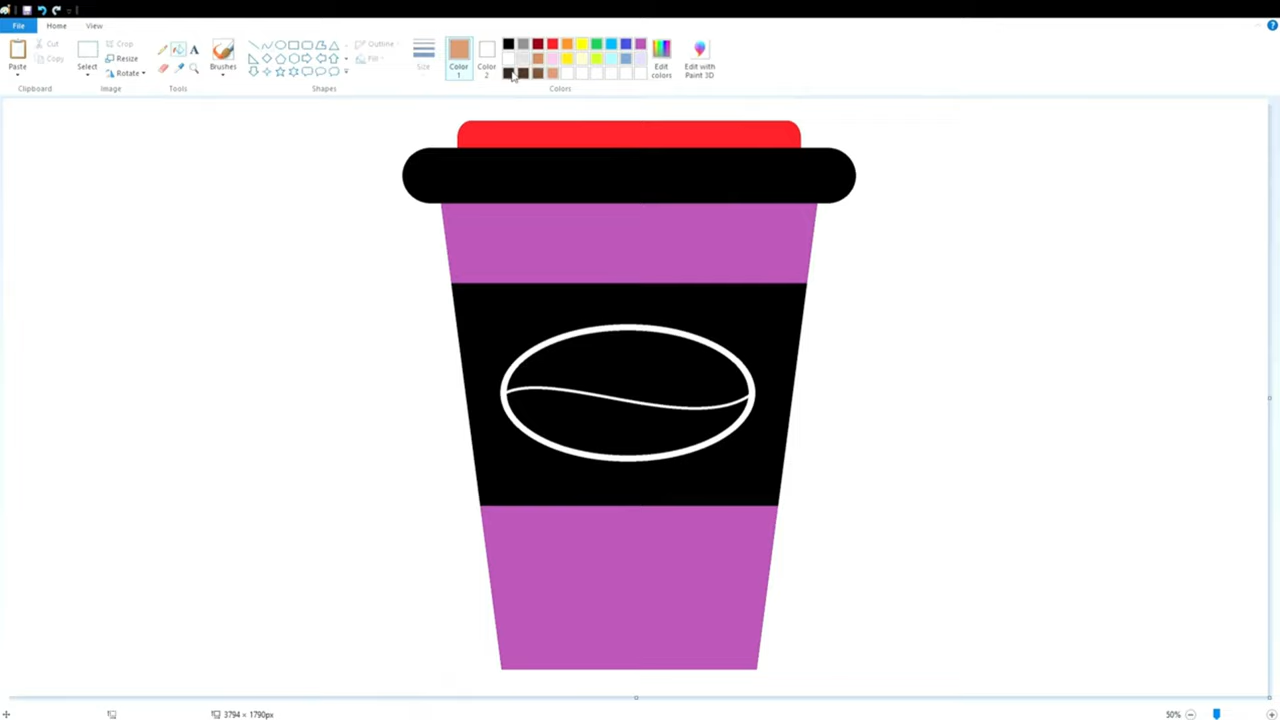 File Home View
Paste Cut Copy
Clipboard
Select Crop Resize Rotate
Image
A
Tools
Brushes
Outline Fill
Shapes
Size
Color 1
Color 2
Edit colors
Edit with Paint 3D
Colors
3794 × 1790px
50%